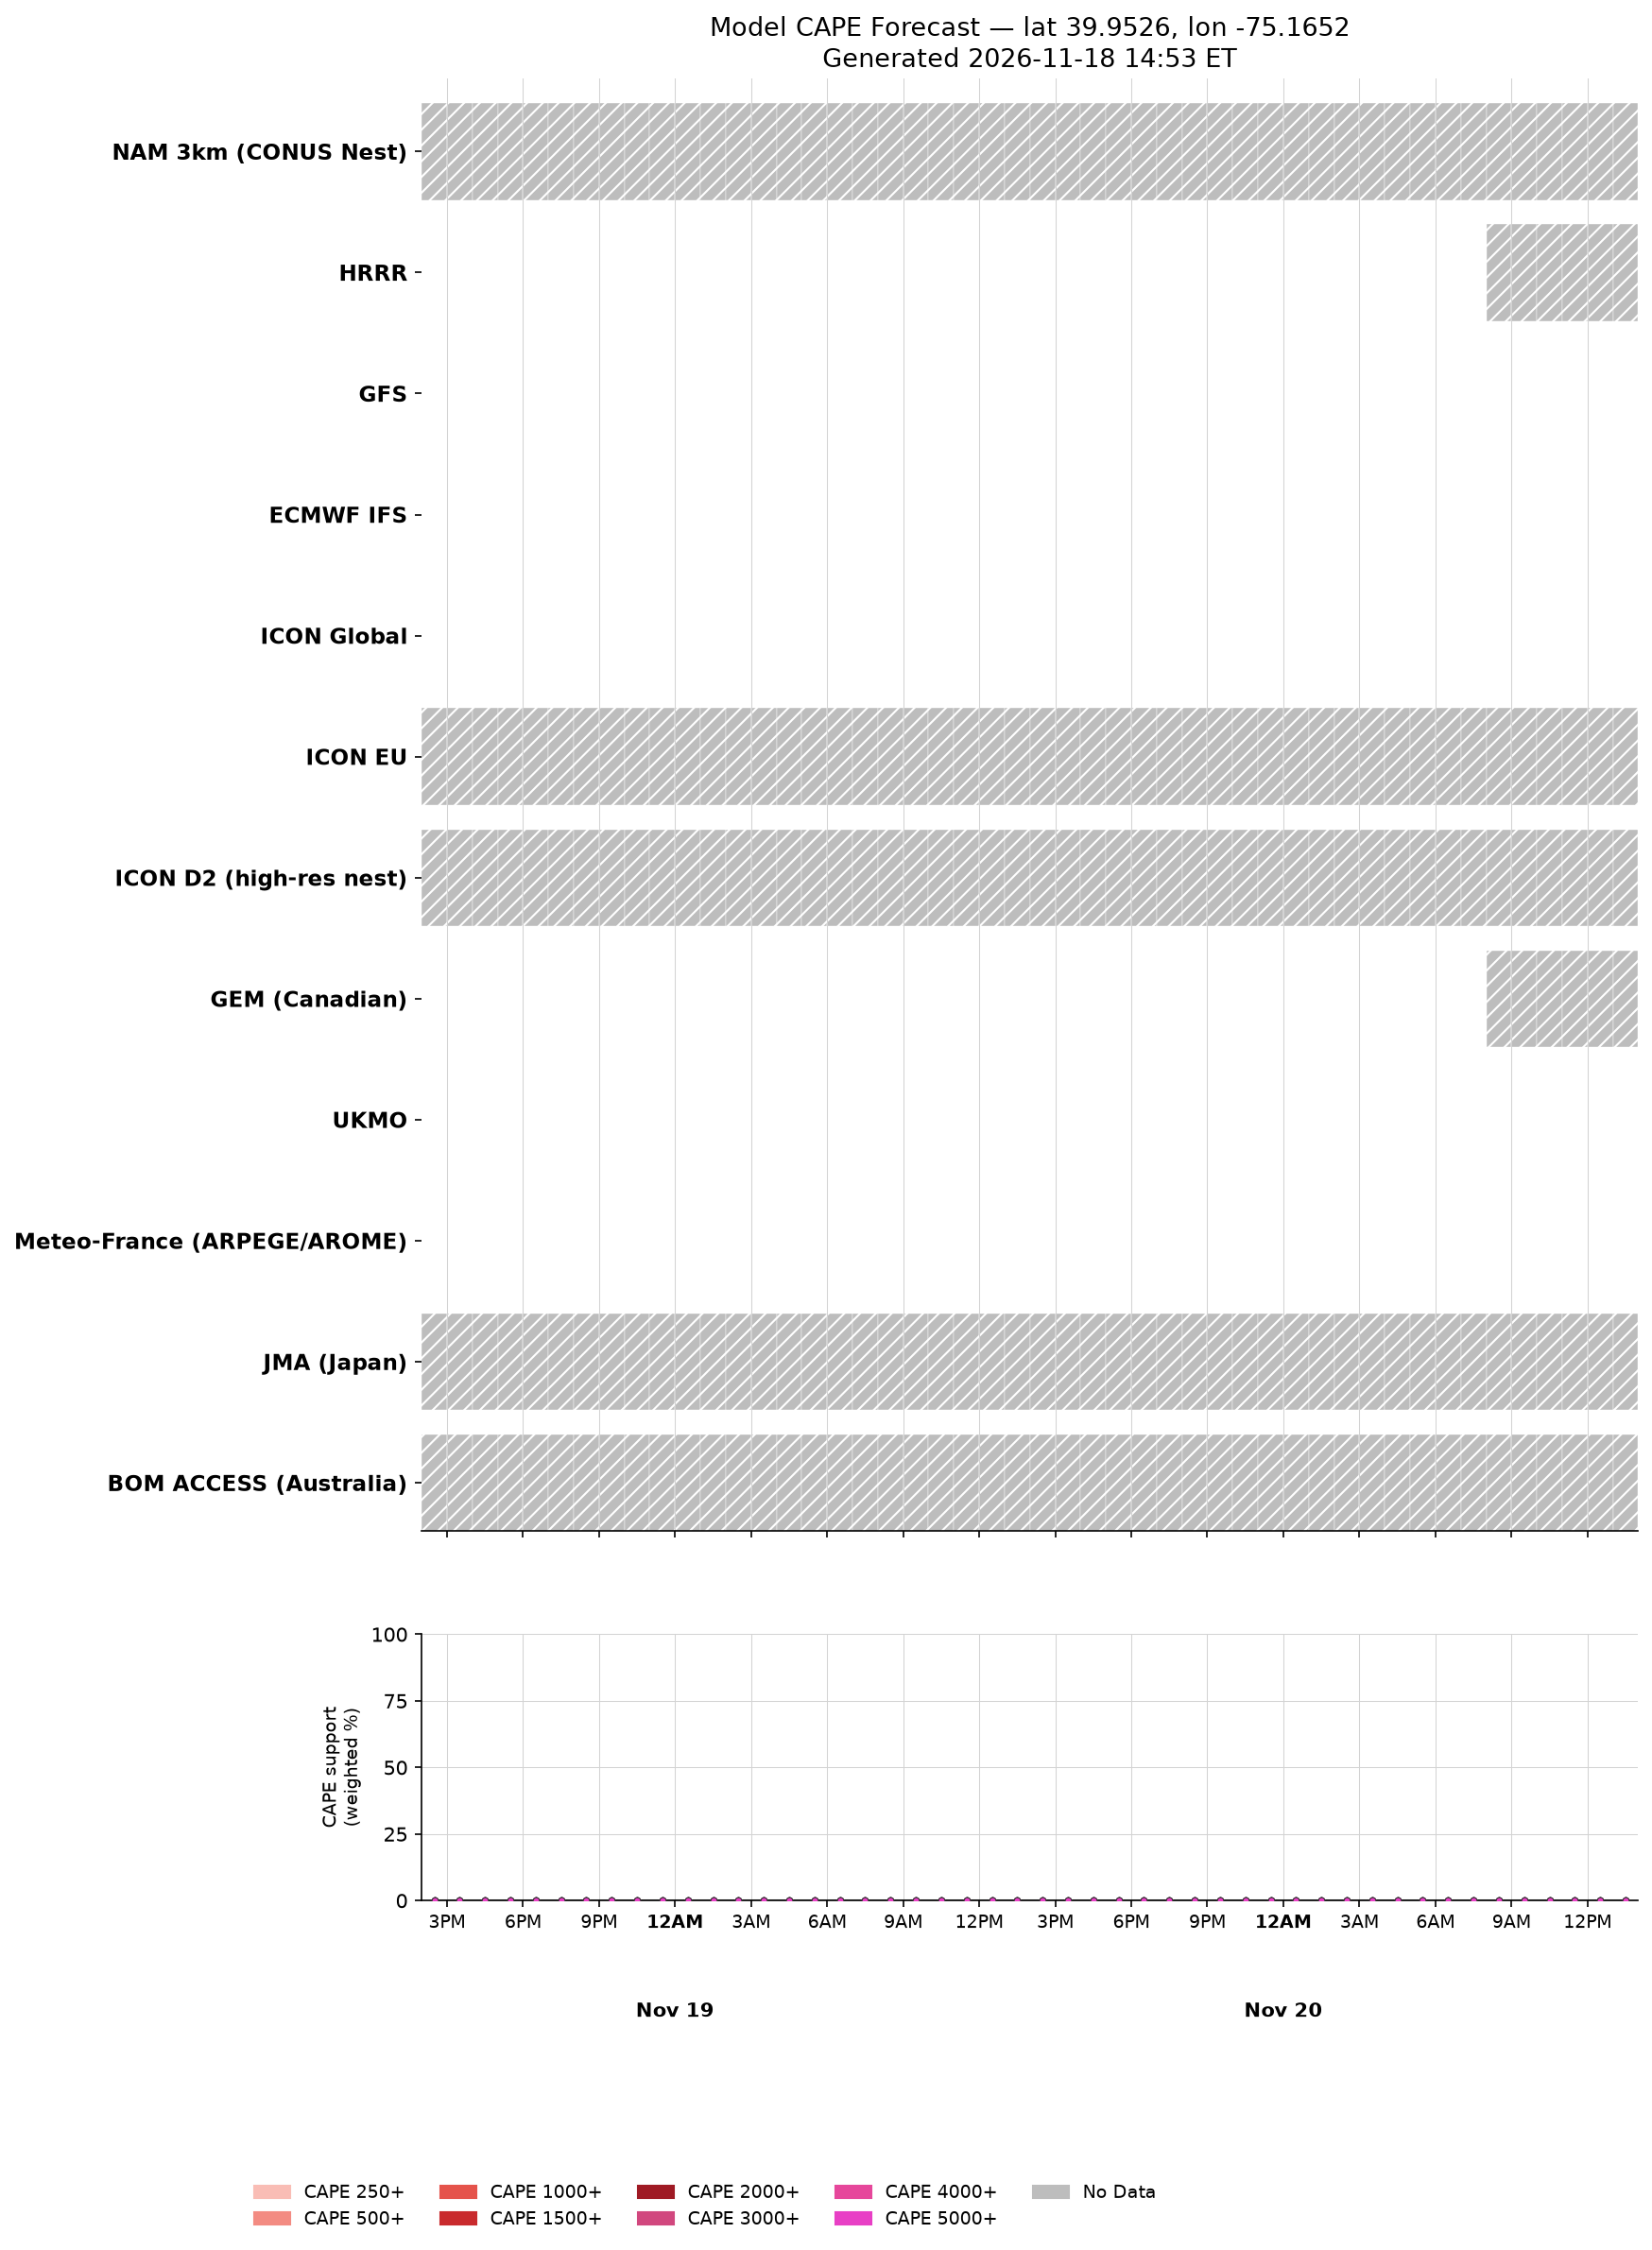 Model CAPE Forecast — lat 39.9526, lon -75.1652
Generated 2026-11-18 14:53 ET
NAM 3km (CONUS Nest)
HRRR
GFS
ECMWF IFS
ICON Global
ICON EU
ICON D2 (high-res nest)
GEM (Canadian)
UKMO
Meteo-France (ARPEGE/AROME)
JMA (Japan)
BOM ACCESS (Australia)
CAPE support
(weighted %)
100
75
50
25
0
3PM 6PM 9PM 12AM 3AM 6AM 9AM 12PM 3PM 6PM 9PM 12AM 3AM 6AM 9AM 12PM
Nov 19 Nov 20
CAPE 250+ CAPE 1000+ CAPE 2000+ CAPE 4000+ No Data
CAPE 500+ CAPE 1500+ CAPE 3000+ CAPE 5000+